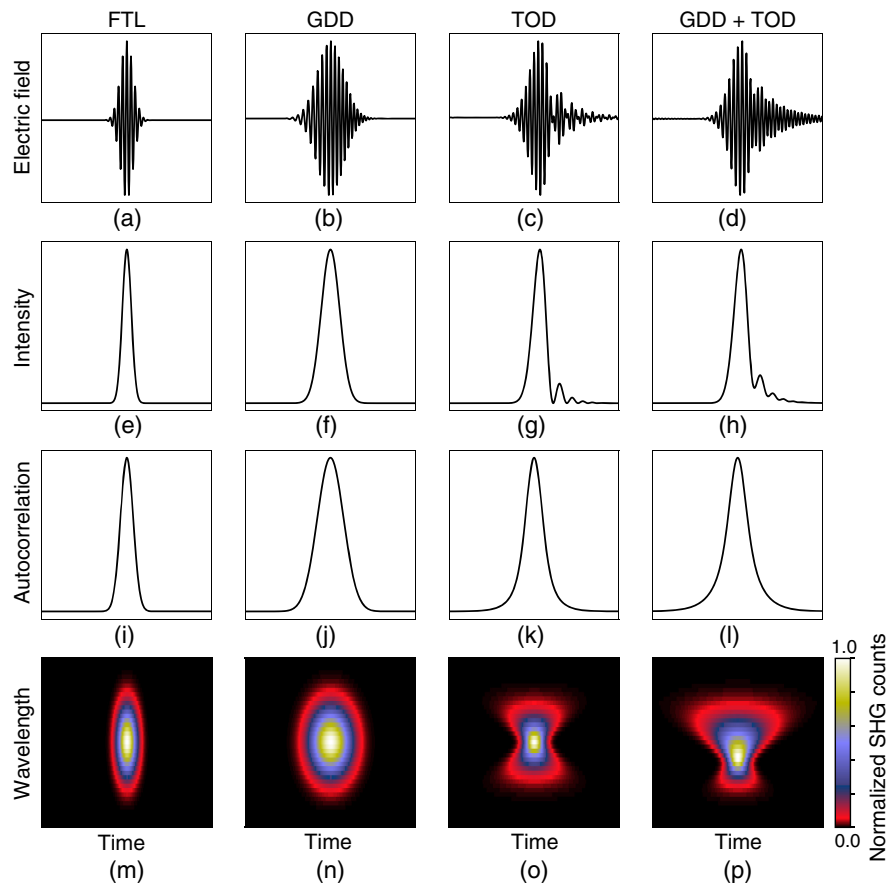 FTL GDD TOD GDD + TOD
Electric field
(a) (b) (c) (d)
Intensity
(e) (f) (g) (h)
Autocorrelation
(i) (j) (k) (l)
Wavelength
1.0
0.0
Normalized SHG counts
Time Time Time Time
(m) (n) (o) (p)